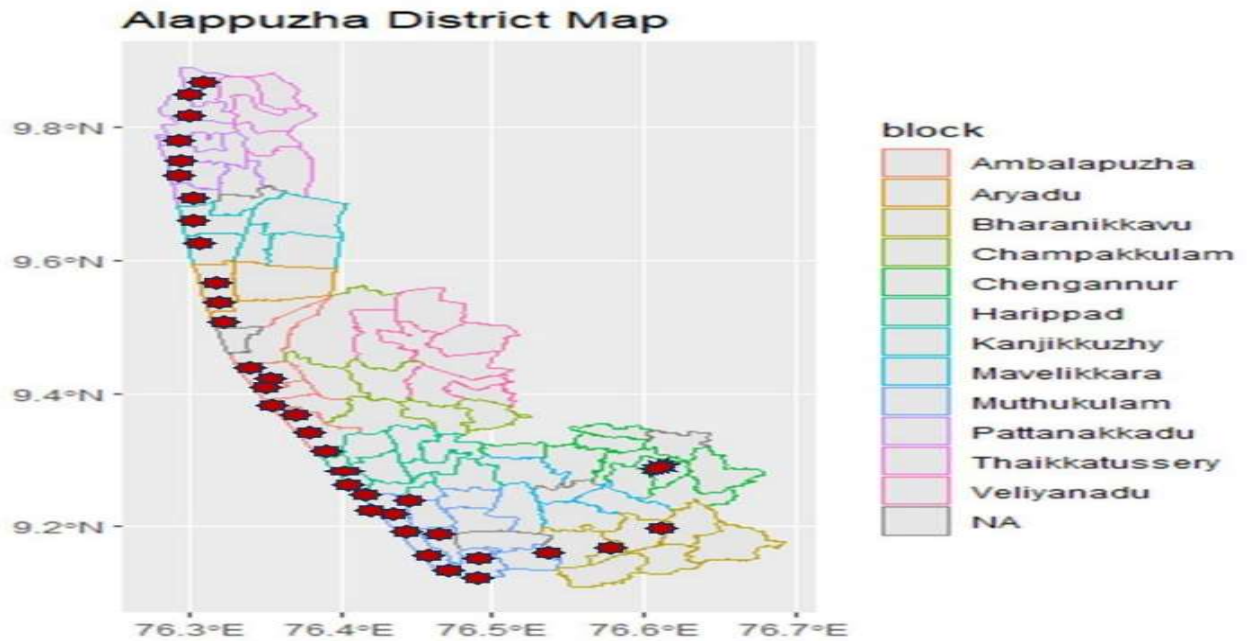 Alappuzha District Map
9.8°N
9.6°N
9.4°N
9.2°N
76.3°E 76.4°E 76.5°E 76.6°E 76.7°E
block
Ambalapuzha
Aryadu
Bharanikkavu
Champakkulam
Chengannur
Harippad
Kanjikkuzhy
Mavelikkara
Muthukulam
Pattanakkadu
Thaikkatussery
Veliyanadu
NA